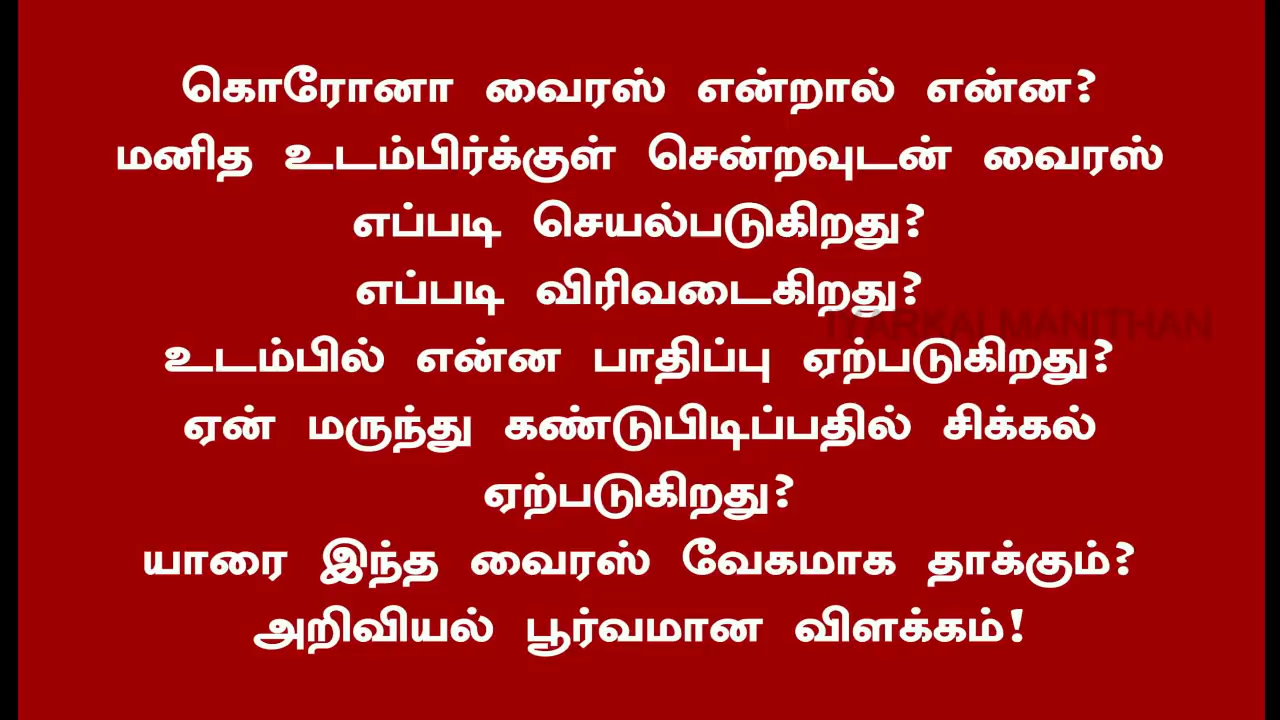 கொரோனா வைரஸ் என்றால் என்ன?
மனித உடம்பிர்க்குள் சென்றவுடன் வைரஸ்
எப்படி செயல்படுகிறது?
எப்படி விரிவடைகிறது?
IYARKAI MANITHAN
உடம்பில் என்ன பாதிப்பு ஏற்படுகிறது?
ஏன் மருந்து கண்டுபிடிப்பதில் சிக்கல்
ஏற்படுகிறது?
யாரை இந்த வைரஸ் வேகமாக தாக்கும்?
அறிவியல் பூர்வமான விளக்கம்!